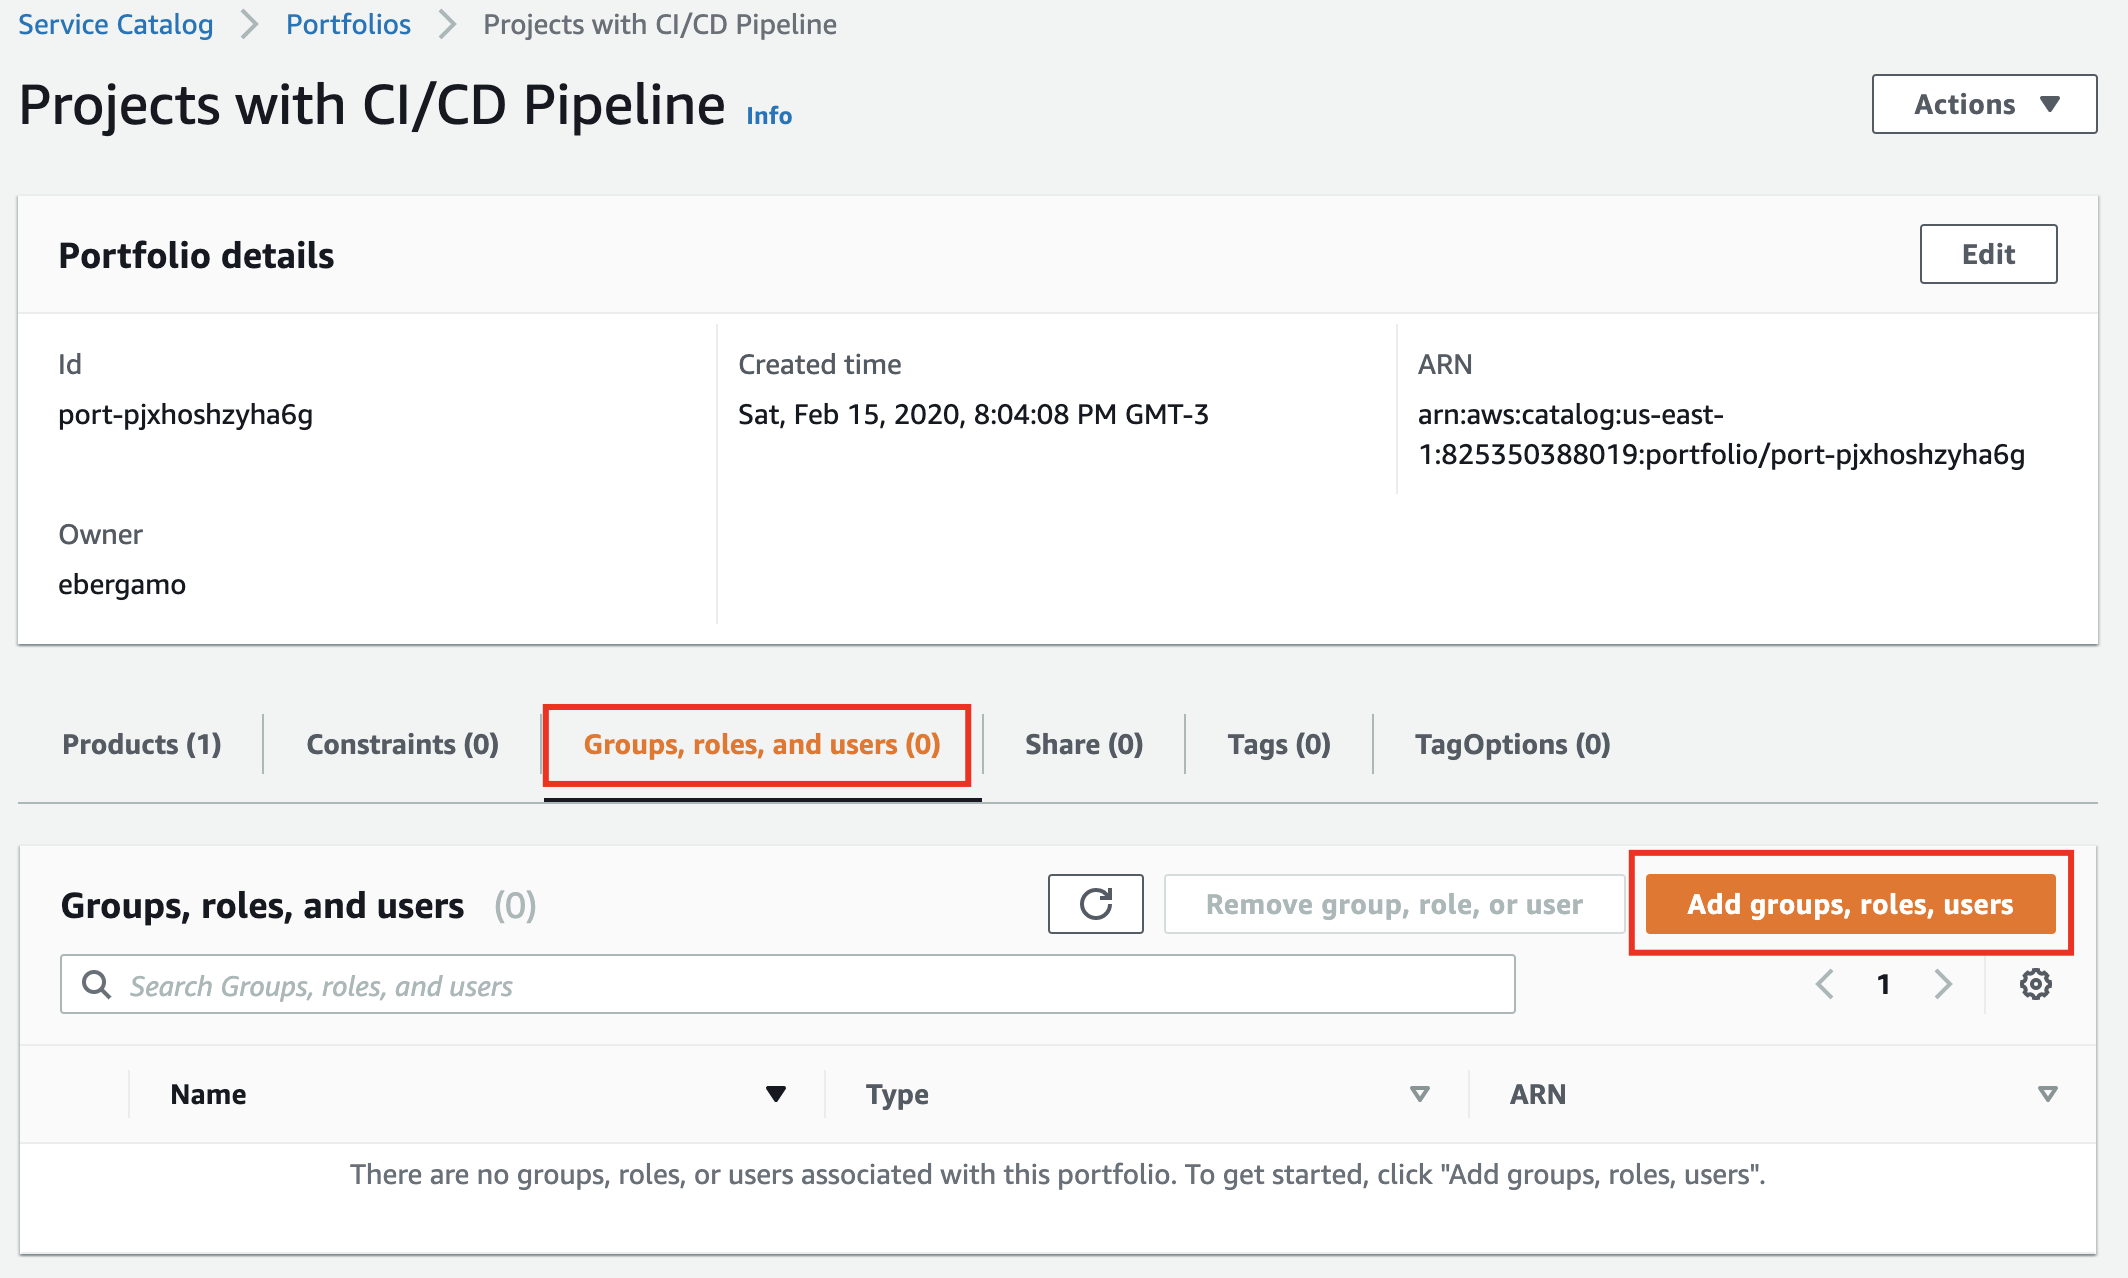 Service Catalog > Portfolios > Projects with CI/CD Pipeline
Projects with CI/CD Pipeline Info
Actions
Portfolio details
Edit
Id
port-pjxhoshzyha6g
Created time
Sat, Feb 15, 2020, 8:04:08 PM GMT-3
ARN
arn:aws:catalog:us-east-
1:825350388019:portfolio/port-pjxhoshzyha6g
Owner
ebergamo
Products (1) Constraints (0) Groups, roles, and users (0) Share (0) Tags (0) TagOptions (0)
Groups, roles, and users (0)
Remove group, role, or user
Add groups, roles, users
Search Groups, roles, and users
1
Name Type ARN
There are no groups, roles, or users associated with this portfolio. To get started, click "Add groups, roles, users".